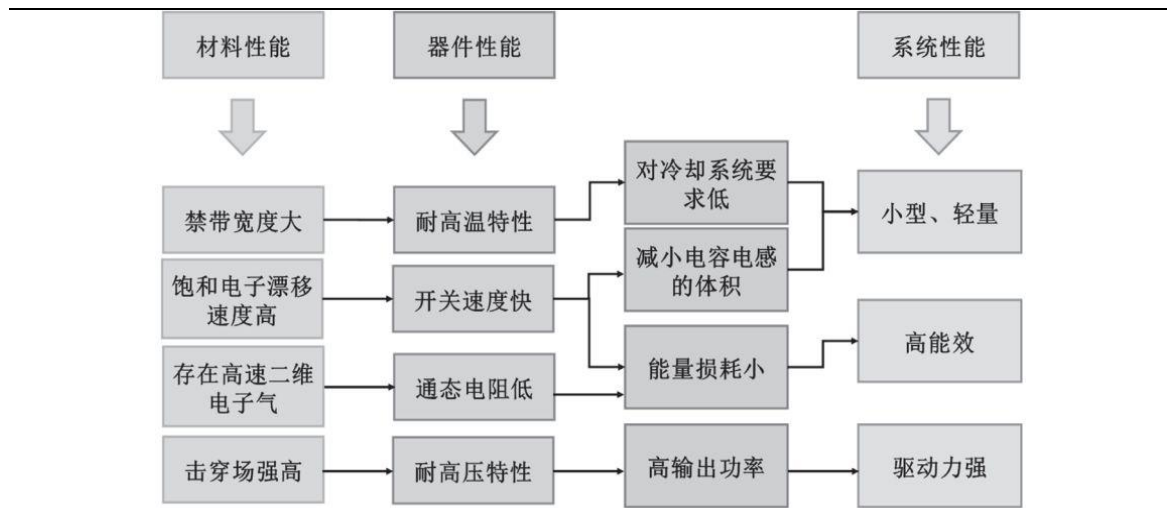 材料性能
器件性能
系统性能
对冷却系统要
求低
禁带宽度大
耐高温特性
小型、轻量
减小电容电感
的体积
饱和电子漂移
速度高
开关速度快
高能效
能量损耗小
存在高速二维
电子气
通态电阻低
击穿场强高
耐高压特性
高输出功率
驱动力强